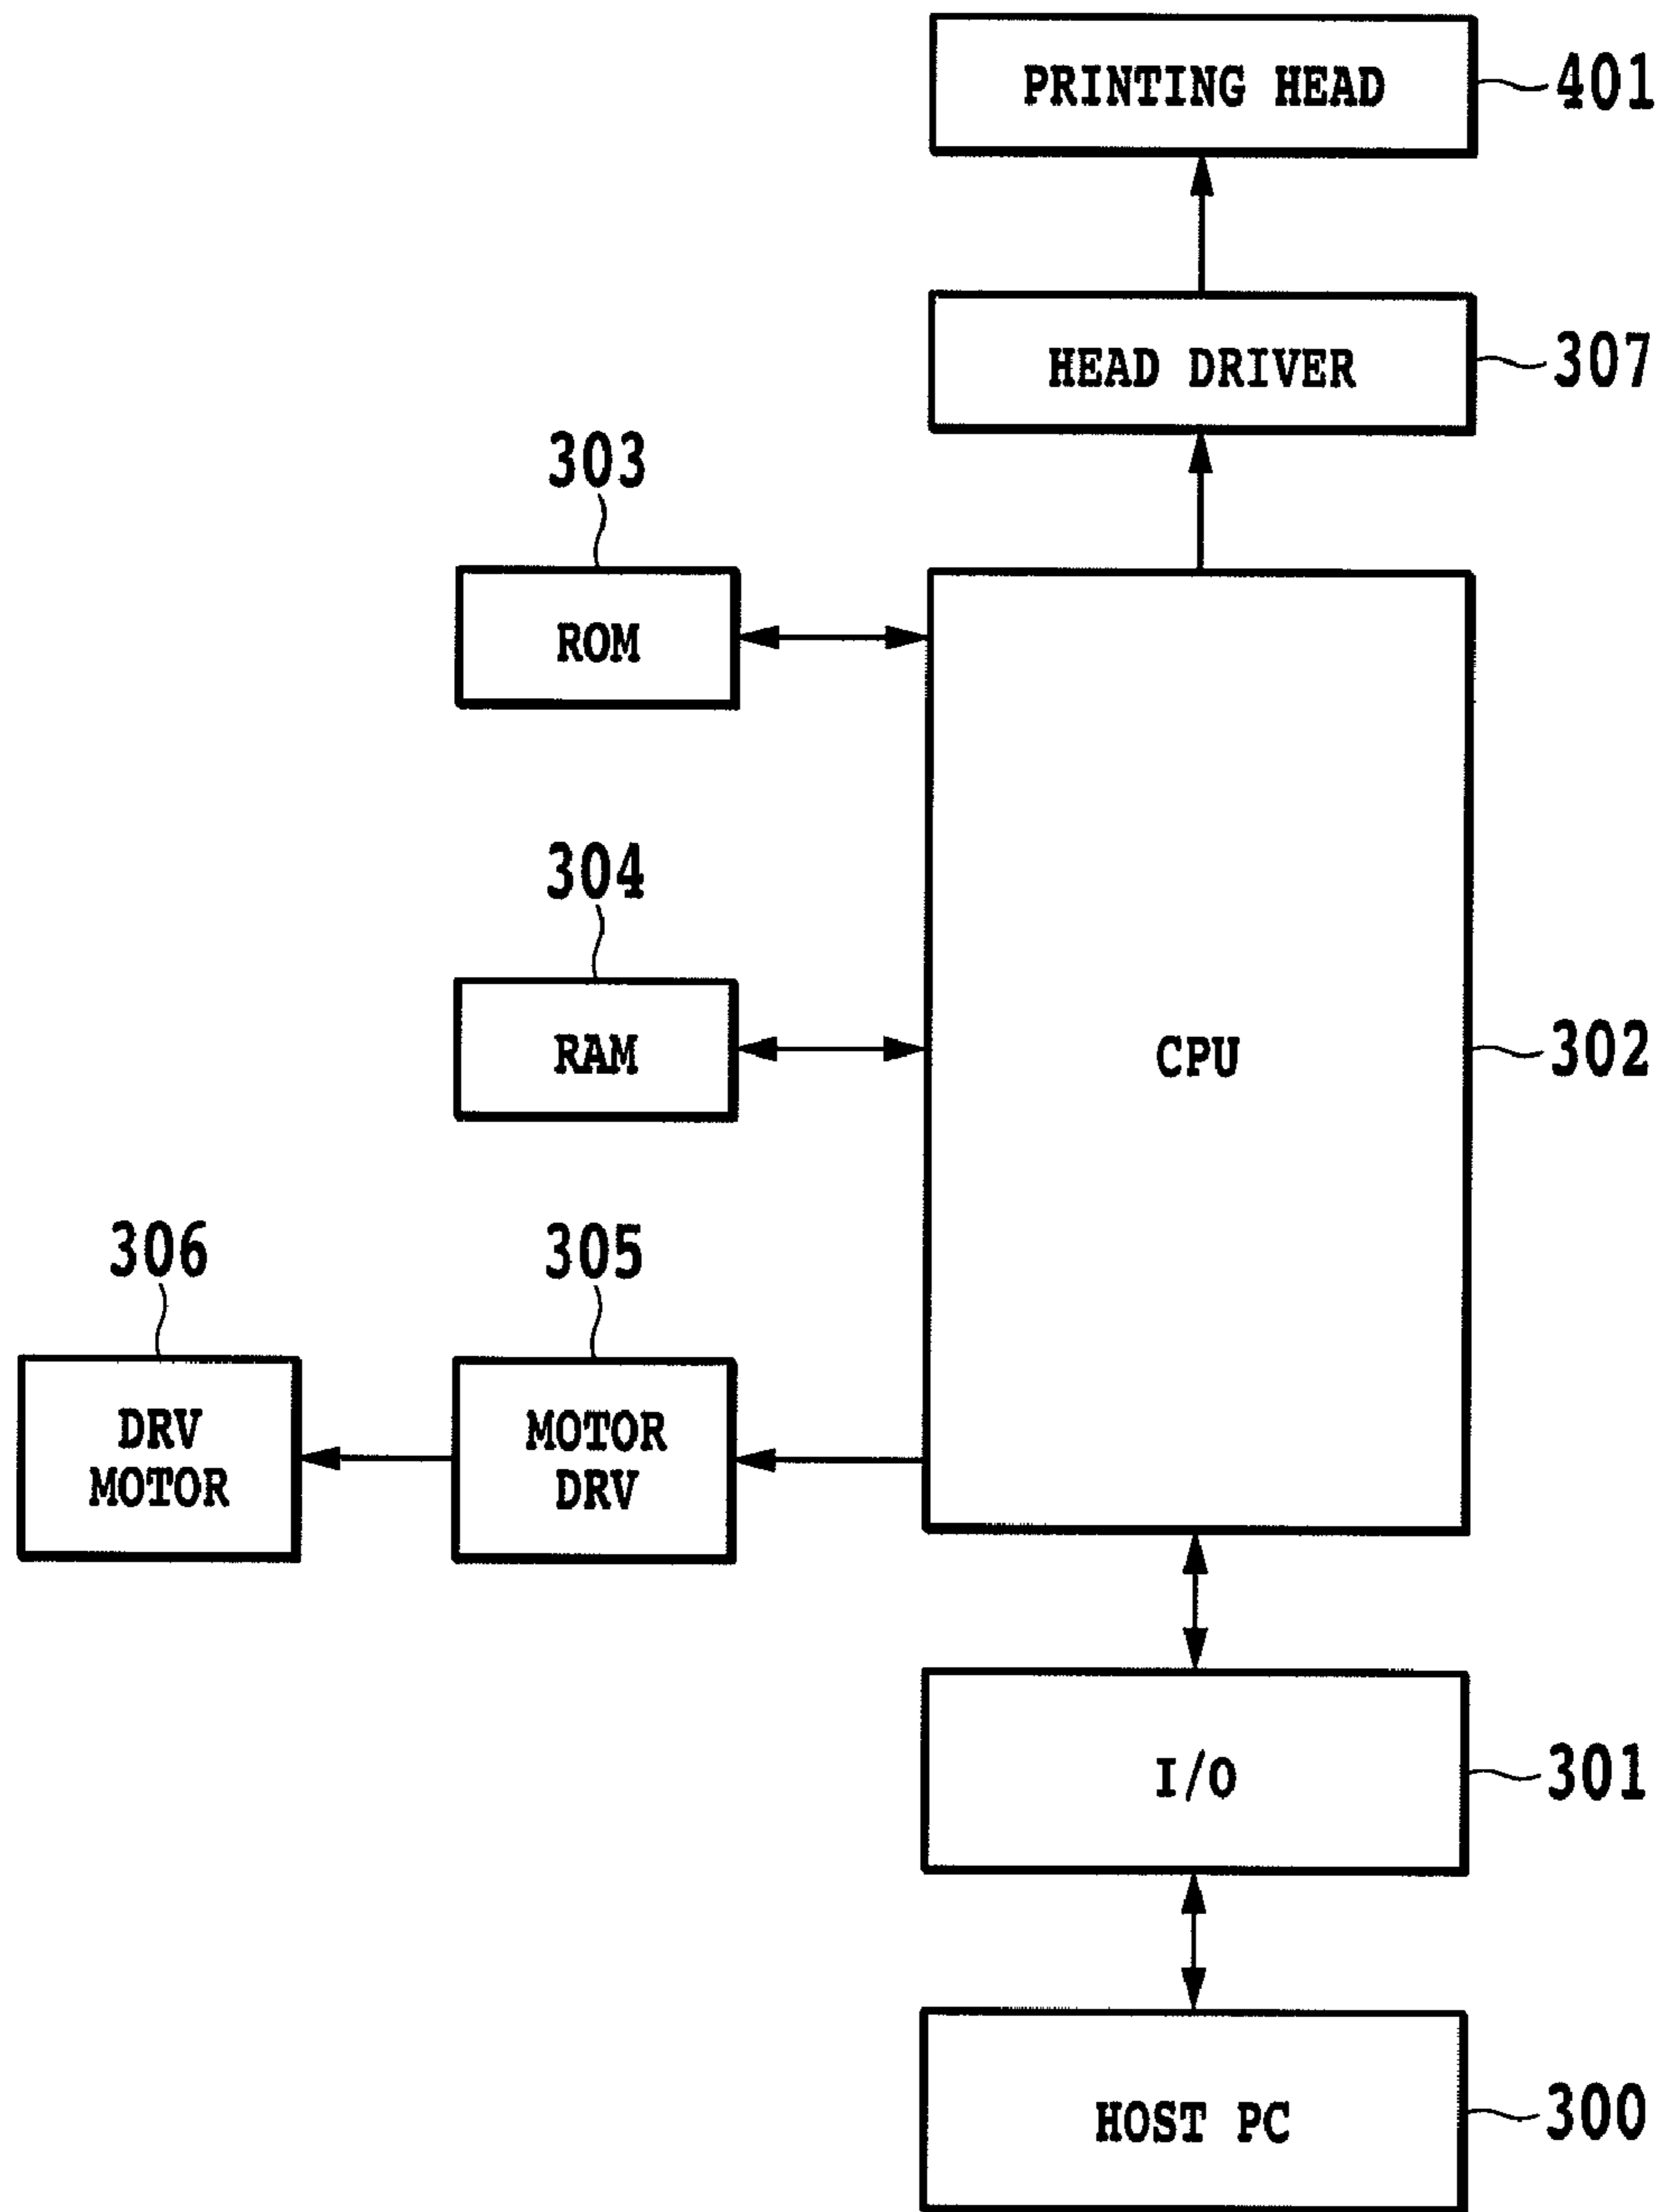 PRINTING HEAD
401
HEAD DRIVER
307
303
ROM
304
RAM
CPU
302
306
305
DRV
MOTOR
MOTOR
DRV
I/O
301
HOST PC
300